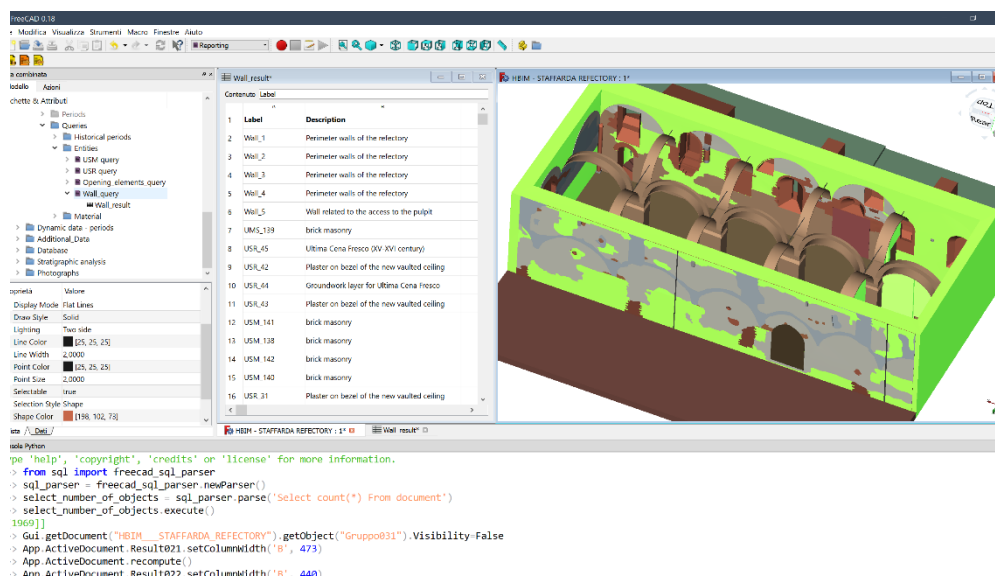 FreeCAD 0.18
Modifica Visualizza Strumenti Macro Finestre Aiuto
Reporting
combinata
Modello Azioni
chette & Attributi
Periods
Queries
Historical periods
Entities
USM query
USR query
Opening_elements_query
Wall_query
Wall_result
Material
Dynamic data - periods
Additional_Data
Database
Stratigraphic analysis
Photographs
oprietà Valore
Display Mode Flat Lines
Draw Style Solid
Lighting Two side
Line Color [25, 25, 25]
Line Width 2,0000
Point Color [25, 25, 25]
Point Size 2,0000
Selectable true
Selection Style Shape
Shape Color [198, 102, 73]
ista Dati
Wall_result*
Contenuto Label
1 Label Description
2 Wall_1 Perimeter walls of the refectory
3 Wall_2 Perimeter walls of the refectory
4 Wall_3 Perimeter walls of the refectory
5 Wall_4 Perimeter walls of the refectory
6 Wall_5 Wall related to the access to the pulpit
7 UMS_139 brick masonry
8 USR_45 Ultima Cena Fresco (XV-XVI century)
9 USR_42 Plaster on bezel of the new vaulted ceiling
10 USR_44 Groundwork layer for Ultima Cena Fresco
11 USR_43 Plaster on bezel of the new vaulted ceiling
12 USM_141 brick masonry
13 USM_138 brick masonry
14 USM_142 brick masonry
15 USM_140 brick masonry
16 USR_31 Plaster on bezel of the new vaulted ceiling
HBIM - STAFFARDA REFECTORY : 1*
HBIM - STAFFARDA REFECTORY : 1* Wall_result*
sole Python
ype 'help', 'copyright', 'credits' or 'license' for more information.
> from sql import freecad_sql_parser
> sql_parser = freecad_sql_parser.newParser()
> select_number_of_objects = sql_parser.parse('Select count(*) From document')
> select_number_of_objects.execute()
1969]]
> Gui.getDocument("HBIM___STAFFARDA_REFECTORY").getObject("Gruppo031").Visibility=False
> App.ActiveDocument.Result021.setColumnWidth('B', 473)
> App.ActiveDocument.recompute()
> App.ActiveDocument.Result022.setColumnWidth('B', 440)